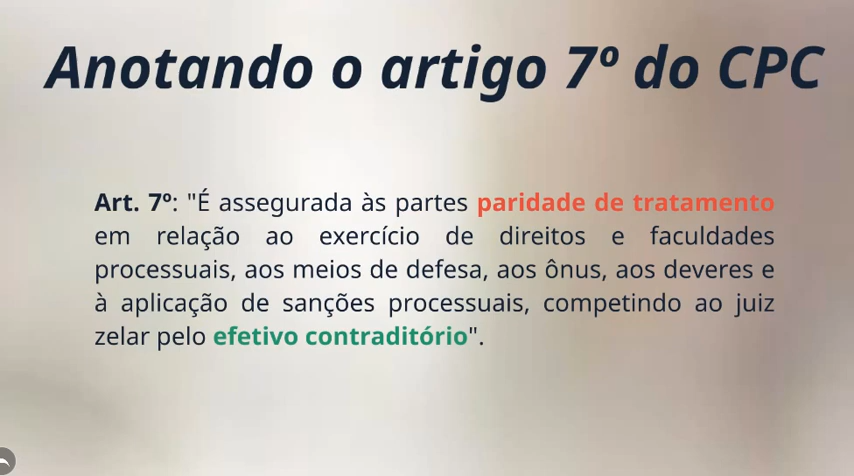 Anotando o artigo 7º do CPC
Art. 7º: "É assegurada às partes paridade de tratamento
em relação ao exercício de direitos e faculdades
processuais, aos meios de defesa, aos ônus, aos deveres e
à aplicação de sanções processuais, competindo ao juiz
zelar pelo efetivo contraditório".